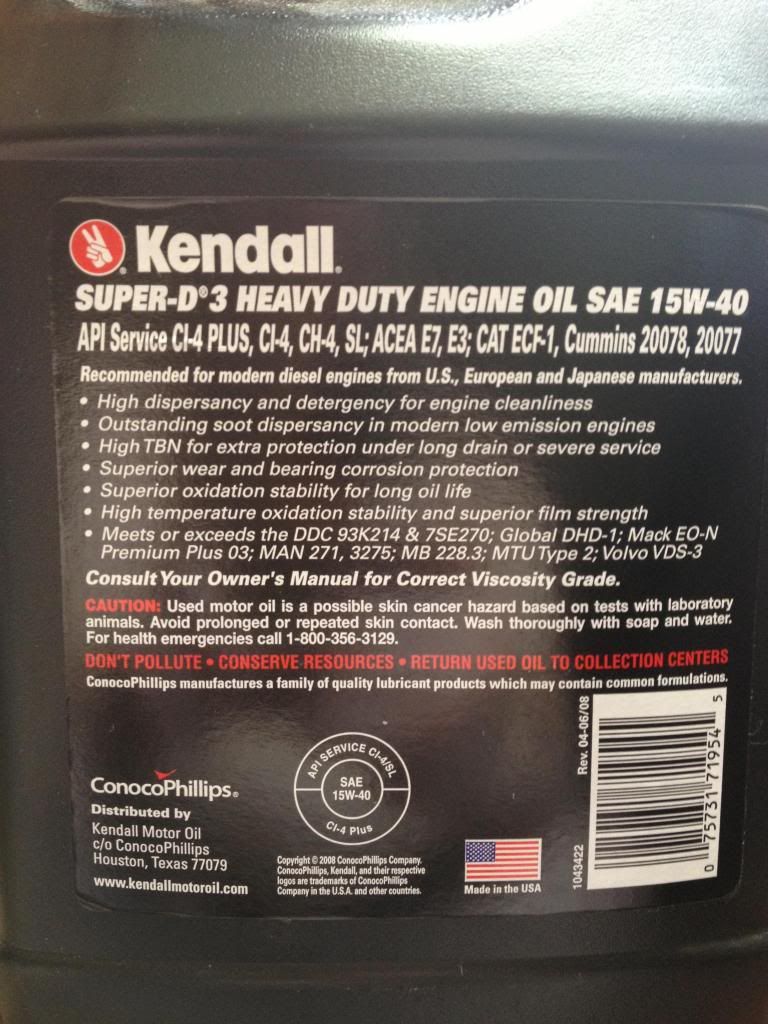 Kendall®
SUPER-D®3 HEAVY DUTY ENGINE OIL SAE 15W-40
API Service CI-4 PLUS, CI-4, CH-4, SL; ACEA E7, E3; CAT ECF-1, Cummins 20078, 20077
Recommended for modern diesel engines from U.S., European and Japanese manufacturers.
• High dispersancy and detergency for engine cleanliness
• Outstanding soot dispersancy in modern low emission engines
• High TBN for extra protection under long drain or severe service
• Superior wear and bearing corrosion protection
• Superior oxidation stability for long oil life
• High temperature oxidation stability and superior film strength
• Meets or exceeds the DDC 93K214 & 7SE270; Global DHD-1; Mack EO-N
Premium Plus 03; MAN 271, 3275; MB 228.3; MTU Type 2; Volvo VDS-3
Consult Your Owner's Manual for Correct Viscosity Grade.
CAUTION: Used motor oil is a possible skin cancer hazard based on tests with laboratory
animals. Avoid prolonged or repeated skin contact. Wash thoroughly with soap and water.
For health emergencies call 1-800-356-3129.
DON'T POLLUTE • CONSERVE RESOURCES • RETURN USED OIL TO COLLECTION CENTERS
ConocoPhillips manufactures a family of quality lubricant products which may contain common formulations.
ConocoPhillips®
Distributed by
Kendall Motor Oil
c/o ConocoPhillips
Houston, Texas 77079
www.kendallmotoroil.com
API SERVICE CI-4/SL
SAE
15W-40
CI-4 Plus
Copyright © 2008 ConocoPhillips Company.
ConocoPhillips, Kendall, and their respective
logos are trademarks of ConocoPhillips
Company in the U.S.A. and other countries.
Made in the USA
Rev. 04-06/08
1043422
0 75731 71954 5